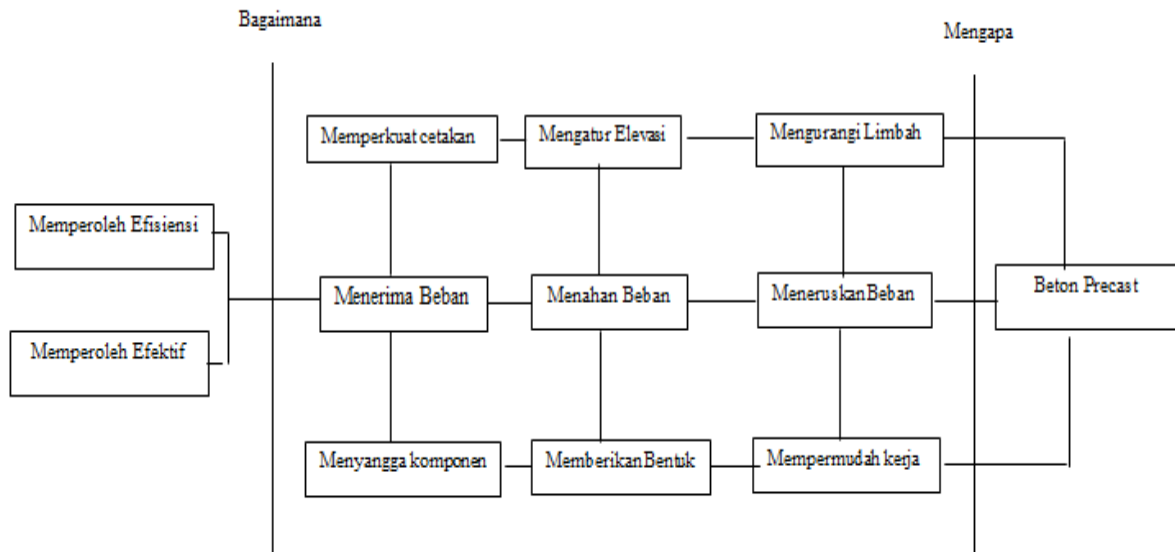 Bagaimana
Mengapa
Memperkuat cetakan
Mengatur Elevasi
Mengurangi Limbah
Memperoleh Efisiensi
Menerima Beban
Menahan Beban
Meneruskan Beban
Beton Precast
Memperoleh Efektif
Menyangga komponen
Memberikan Bentuk
Mempermudah kerja